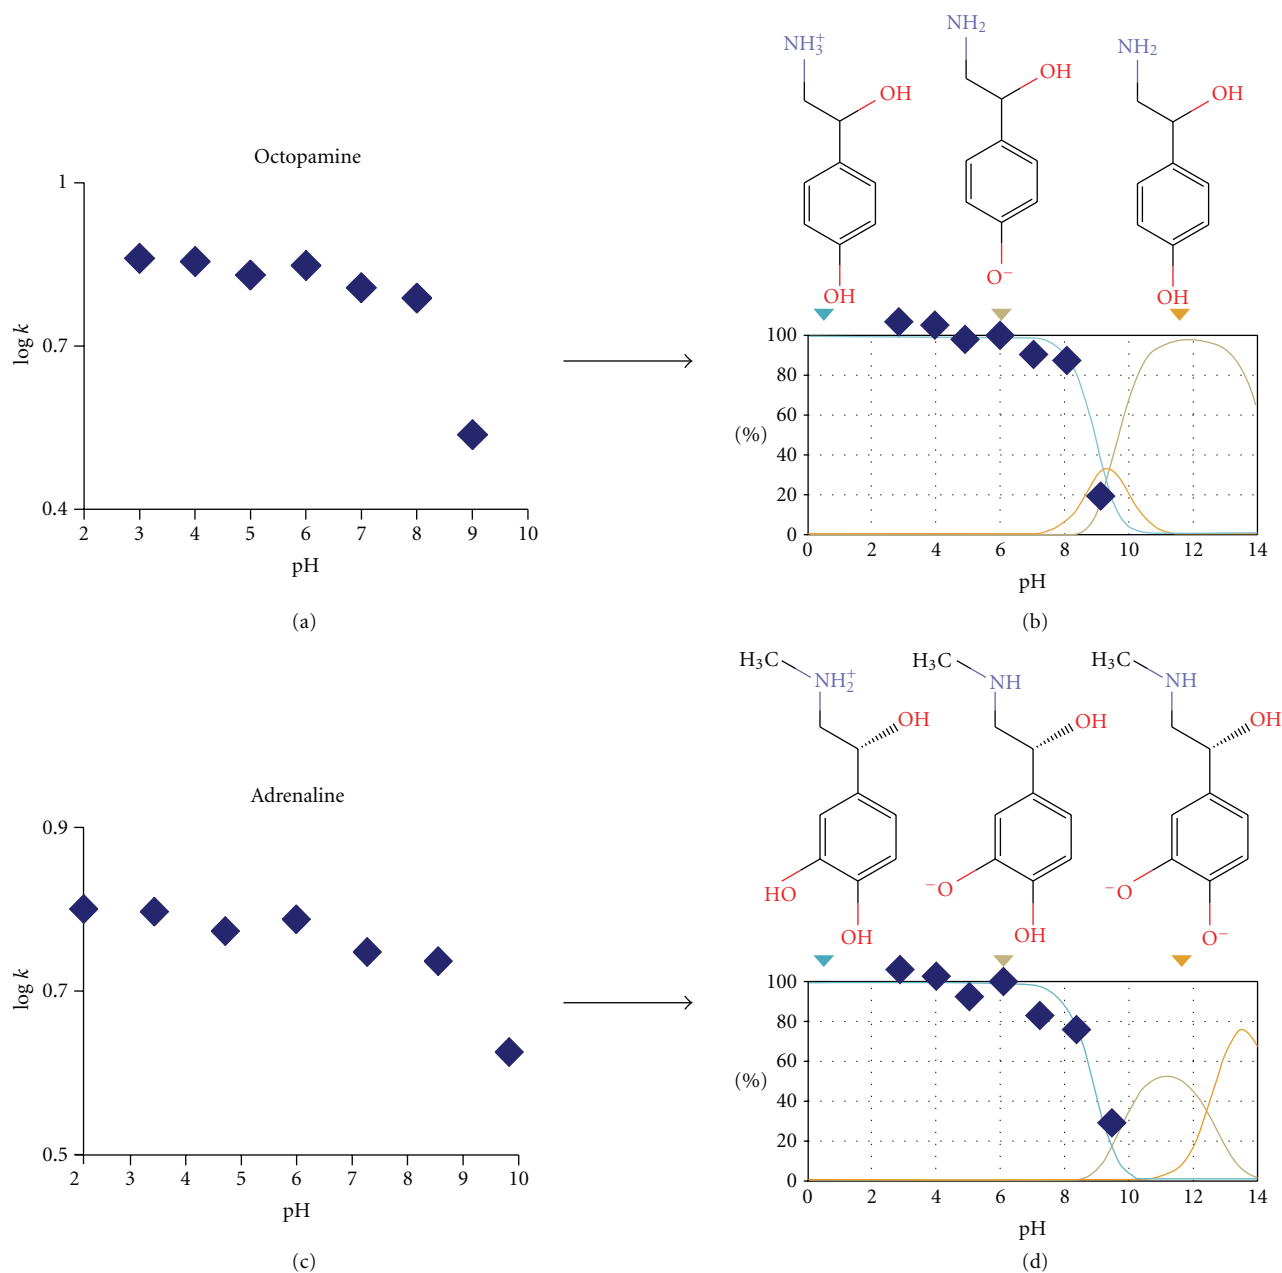 Octopamine
1
0.7
0.4
log k
2 3 4 5 6 7 8 9 10
pH
(a)
NH3+ NH2 NH2
OH OH OH
OH O− OH
100
80
60
40
20
0
(%)
0 2 4 6 8 10 12 14
pH
(b)
Adrenaline
0.9
0.7
0.5
log k
2 3 4 5 6 7 8 9 10
pH
(c)
H3C H3C H3C
NH2+ NH NH
OH OH OH
HO −O −O
OH OH O−
100
80
60
40
20
0
(%)
0 2 4 6 8 10 12 14
pH
(d)